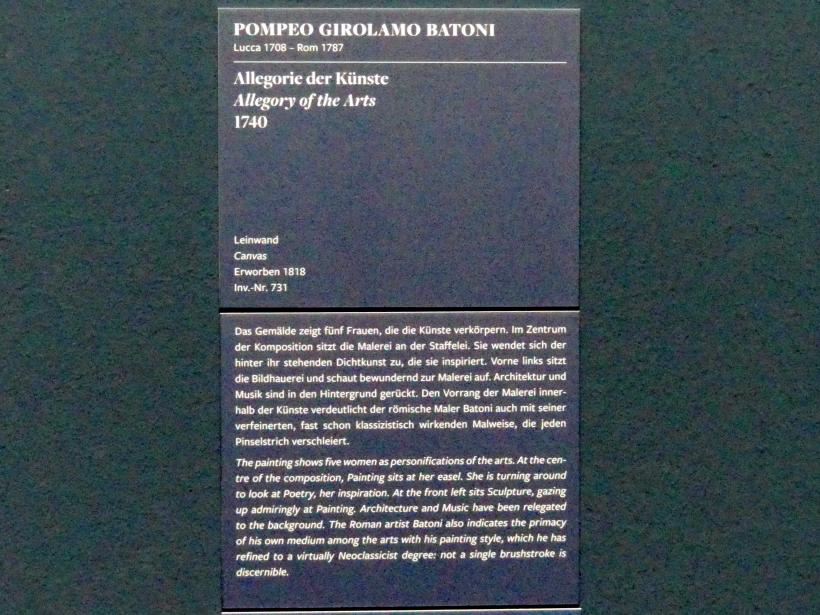 POMPEO GIROLAMO BATONI
Lucca 1708 – Rom 1787
Allegorie der Künste
Allegory of the Arts
1740
Leinwand
Canvas
Erworben 1818
Inv.-Nr. 731
Das Gemälde zeigt fünf Frauen, die die Künste verkörpern. Im Zentrum
der Komposition sitzt die Malerei an der Staffelei. Sie wendet sich der
hinter ihr stehenden Dichtkunst zu, die sie inspiriert. Vorne links sitzt
die Bildhauerei und schaut bewundernd zur Malerei auf. Architektur und
Musik sind in den Hintergrund gerückt. Den Vorrang der Malerei inner-
halb der Künste verdeutlicht der römische Maler Batoni auch mit seiner
verfeinerten, fast schon klassizistisch wirkenden Malweise, die jeden
Pinselstrich verschleiert.
The painting shows five women as personifications of the arts. At the cen-
tre of the composition, Painting sits at her easel. She is turning around
to look at Poetry, her inspiration. At the front left sits Sculpture, gazing
up admiringly at Painting. Architecture and Music have been relegated
to the background. The Roman artist Batoni also indicates the primacy
of his own medium among the arts with his painting style, which he has
refined to a virtually Neoclassicist degree: not a single brushstroke is
discernible.